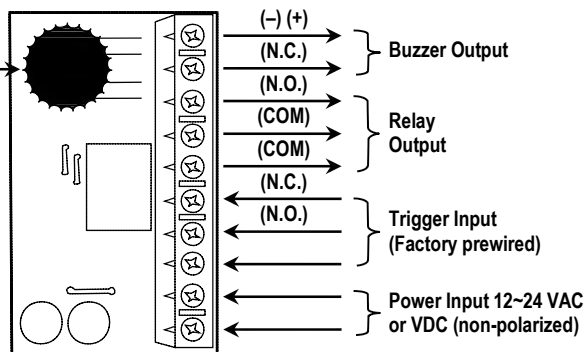 (–) (+)
(N.C.)
Buzzer Output
(N.O.)
(COM)
(COM)
Relay
Output
(N.C.)
(N.O.)
Trigger Input
(Factory prewired)
Power Input 12~24 VAC
or VDC (non-polarized)